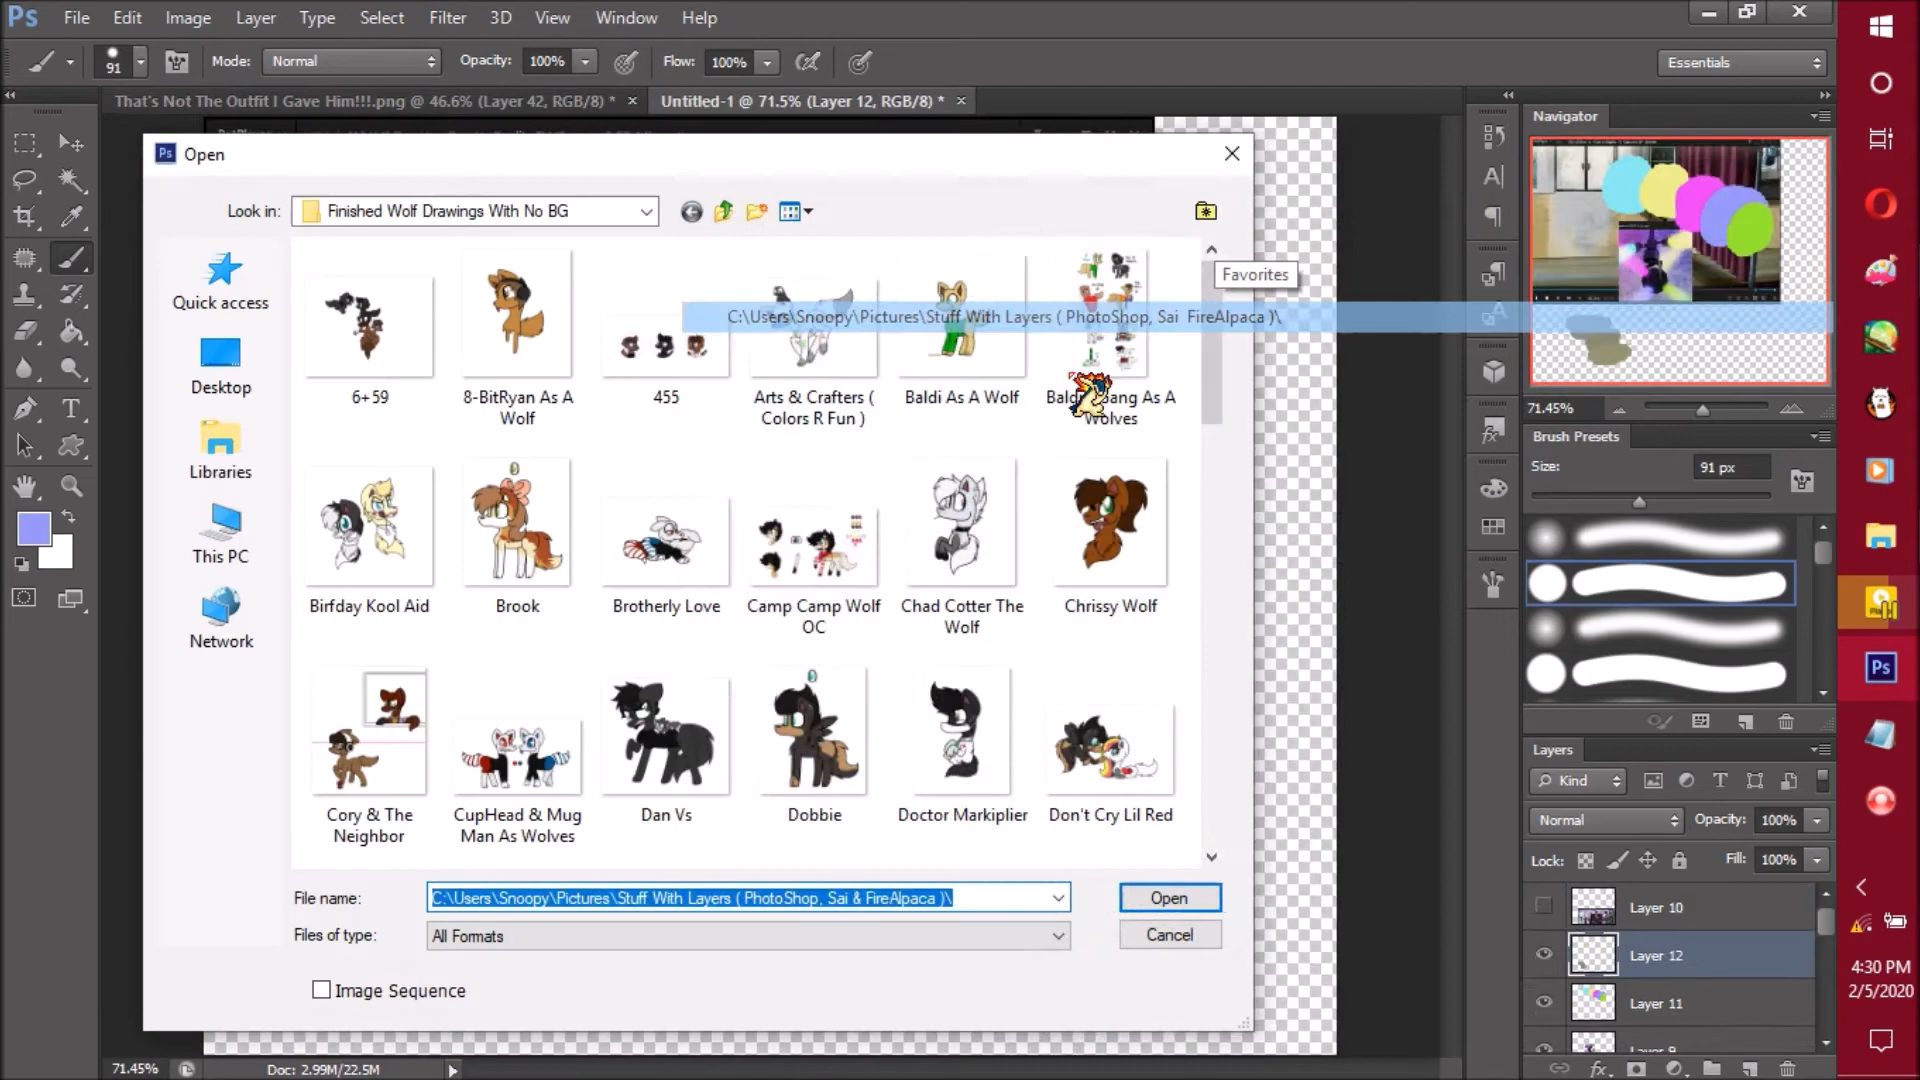 Ps File Edit Image Layer Type Select Filter 3D View Window Help
91 Mode: Normal Opacity: 100% Flow: 100% Essentials
That's Not The Outfit I Gave Him!!!.png @ 46.6% (Layer 42, RGB/8) * × Untitled-1 @ 71.5% (Layer 12, RGB/8) * ×
Navigator
Ps Open
Look in: Finished Wolf Drawings With No BG
Favorites
C:\Users\Snoopy\Pictures\Stuff With Layers ( PhotoShop, Sai FireAlpaca )\
Quick access
Desktop
Libraries
This PC
Network
6+59
8-BitRyan As A
Wolf
455
Arts & Crafters (
Colors R Fun )
Baldi As A Wolf
Gang As A
Wolves
Birfday Kool Aid
Brook
Brotherly Love
Camp Camp Wolf
OC
Chad Cotter The
Wolf
Chrissy Wolf
Cory & The
Neighbor
CupHead & Mug
Man As Wolves
Dan Vs
Dobbie
Doctor Markiplier
Don't Cry Lil Red
File name: C:\Users\Snoopy\Pictures\Stuff With Layers ( PhotoShop, Sai & FireAlpaca )\ Open
Files of type: All Formats Cancel
Image Sequence
71.45%
Brush Presets
Size: 91 px
Layers
Kind
Normal Opacity: 100%
Lock: Fill: 100%
Layer 10
Layer 12
Layer 11
Layer 9
71.45% Doc: 2.99M/22.5M
Ps
4:30 PM
2/5/2020